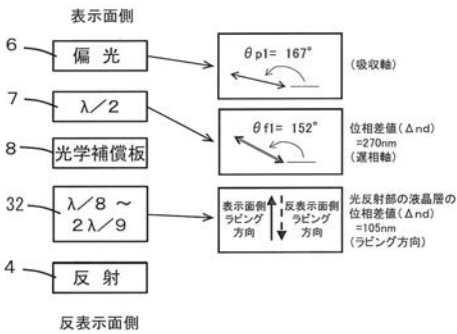 表示面側
6
偏 光
θp1= 167°
(吸収軸)
7
λ/2
θf1= 152°
位相差値(Δnd)
=270nm
(遅相軸)
8
光学補償板
32
λ/8 ~
2λ/9
表示面側
ラビング
方向
反表示面側
ラビング
方向
光反射部の液晶層の
位相差値(Δnd)
=105nm
(ラビング方向)
4
反 射
反表示面側